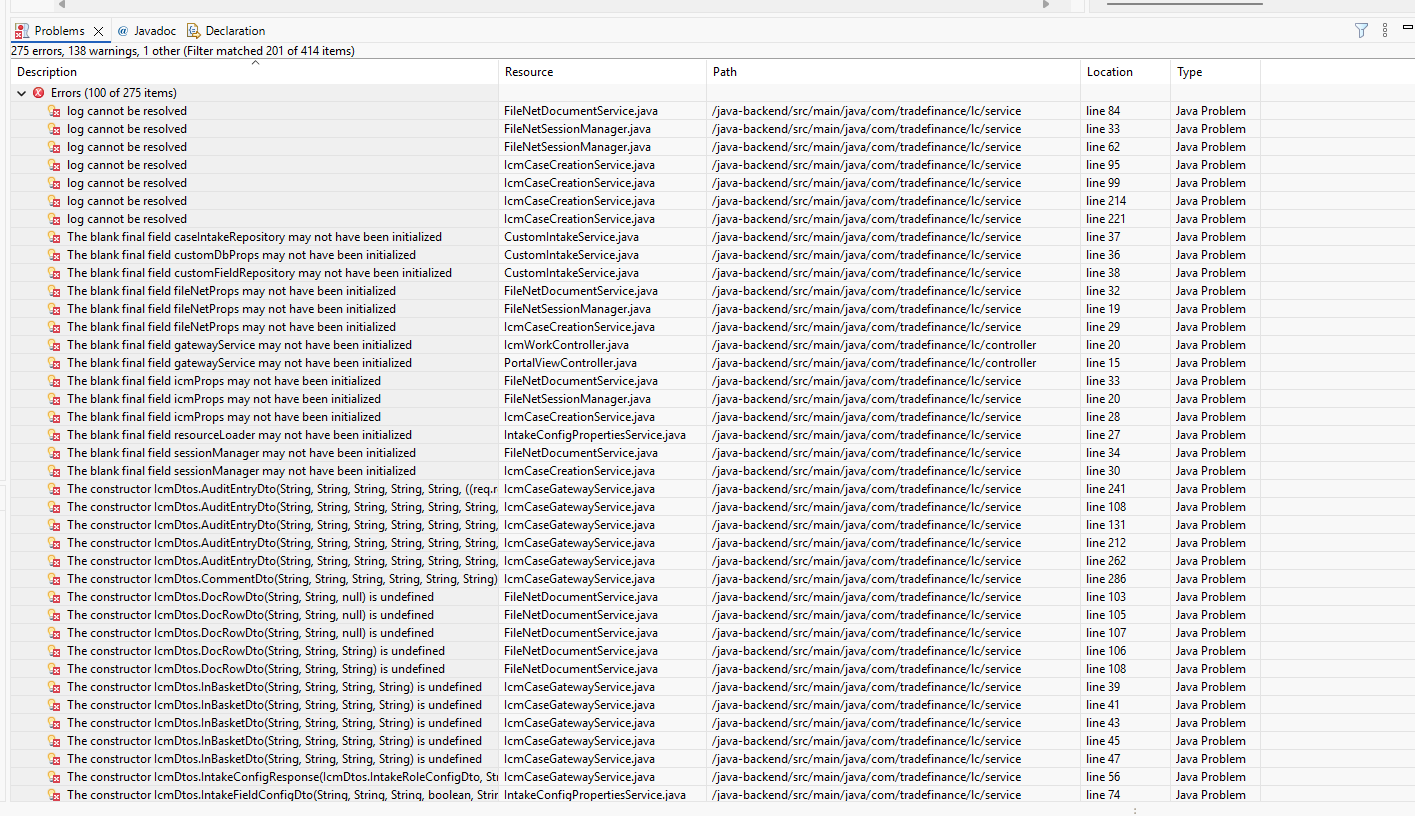 Problems Javadoc Declaration
275 errors, 138 warnings, 1 other (Filter matched 201 of 414 items)
Description Resource Path Location Type
Errors (100 of 275 items)
log cannot be resolved FileNetDocumentService.java /java-backend/src/main/java/com/tradefinance/lc/service line 84 Java Problem
log cannot be resolved FileNetSessionManager.java /java-backend/src/main/java/com/tradefinance/lc/service line 33 Java Problem
log cannot be resolved FileNetSessionManager.java /java-backend/src/main/java/com/tradefinance/lc/service line 62 Java Problem
log cannot be resolved IcmCaseCreationService.java /java-backend/src/main/java/com/tradefinance/lc/service line 95 Java Problem
log cannot be resolved IcmCaseCreationService.java /java-backend/src/main/java/com/tradefinance/lc/service line 99 Java Problem
log cannot be resolved IcmCaseCreationService.java /java-backend/src/main/java/com/tradefinance/lc/service line 214 Java Problem
log cannot be resolved IcmCaseCreationService.java /java-backend/src/main/java/com/tradefinance/lc/service line 221 Java Problem
The blank final field caseIntakeRepository may not have been initialized CustomIntakeService.java /java-backend/src/main/java/com/tradefinance/lc/service line 37 Java Problem
The blank final field customDbProps may not have been initialized CustomIntakeService.java /java-backend/src/main/java/com/tradefinance/lc/service line 36 Java Problem
The blank final field customFieldRepository may not have been initialized CustomIntakeService.java /java-backend/src/main/java/com/tradefinance/lc/service line 38 Java Problem
The blank final field fileNetProps may not have been initialized FileNetDocumentService.java /java-backend/src/main/java/com/tradefinance/lc/service line 32 Java Problem
The blank final field fileNetProps may not have been initialized FileNetSessionManager.java /java-backend/src/main/java/com/tradefinance/lc/service line 19 Java Problem
The blank final field fileNetProps may not have been initialized IcmCaseCreationService.java /java-backend/src/main/java/com/tradefinance/lc/service line 29 Java Problem
The blank final field gatewayService may not have been initialized IcmWorkController.java /java-backend/src/main/java/com/tradefinance/lc/controller line 20 Java Problem
The blank final field gatewayService may not have been initialized PortalViewController.java /java-backend/src/main/java/com/tradefinance/lc/controller line 15 Java Problem
The blank final field icmProps may not have been initialized FileNetDocumentService.java /java-backend/src/main/java/com/tradefinance/lc/service line 33 Java Problem
The blank final field icmProps may not have been initialized FileNetSessionManager.java /java-backend/src/main/java/com/tradefinance/lc/service line 20 Java Problem
The blank final field icmProps may not have been initialized IcmCaseCreationService.java /java-backend/src/main/java/com/tradefinance/lc/service line 28 Java Problem
The blank final field resourceLoader may not have been initialized IntakeConfigPropertiesService.java /java-backend/src/main/java/com/tradefinance/lc/service line 27 Java Problem
The blank final field sessionManager may not have been initialized FileNetDocumentService.java /java-backend/src/main/java/com/tradefinance/lc/service line 34 Java Problem
The blank final field sessionManager may not have been initialized IcmCaseCreationService.java /java-backend/src/main/java/com/tradefinance/lc/service line 30 Java Problem
The constructor IcmDtos.AuditEntryDto(String, String, String, String, String, ((req.r IcmCaseGatewayService.java /java-backend/src/main/java/com/tradefinance/lc/service line 241 Java Problem
The constructor IcmDtos.AuditEntryDto(String, String, String, String, String, String, IcmCaseGatewayService.java /java-backend/src/main/java/com/tradefinance/lc/service line 108 Java Problem
The constructor IcmDtos.AuditEntryDto(String, String, String, String, String, String, IcmCaseGatewayService.java /java-backend/src/main/java/com/tradefinance/lc/service line 131 Java Problem
The constructor IcmDtos.AuditEntryDto(String, String, String, String, String, String, IcmCaseGatewayService.java /java-backend/src/main/java/com/tradefinance/lc/service line 212 Java Problem
The constructor IcmDtos.AuditEntryDto(String, String, String, String, String, String, IcmCaseGatewayService.java /java-backend/src/main/java/com/tradefinance/lc/service line 262 Java Problem
The constructor IcmDtos.CommentDto(String, String, String, String, String, String) IcmCaseGatewayService.java /java-backend/src/main/java/com/tradefinance/lc/service line 286 Java Problem
The constructor IcmDtos.DocRowDto(String, String, null) is undefined FileNetDocumentService.java /java-backend/src/main/java/com/tradefinance/lc/service line 103 Java Problem
The constructor IcmDtos.DocRowDto(String, String, null) is undefined FileNetDocumentService.java /java-backend/src/main/java/com/tradefinance/lc/service line 105 Java Problem
The constructor IcmDtos.DocRowDto(String, String, null) is undefined FileNetDocumentService.java /java-backend/src/main/java/com/tradefinance/lc/service line 107 Java Problem
The constructor IcmDtos.DocRowDto(String, String, String) is undefined FileNetDocumentService.java /java-backend/src/main/java/com/tradefinance/lc/service line 106 Java Problem
The constructor IcmDtos.DocRowDto(String, String, String) is undefined FileNetDocumentService.java /java-backend/src/main/java/com/tradefinance/lc/service line 108 Java Problem
The constructor IcmDtos.InBasketDto(String, String, String, String) is undefined IcmCaseGatewayService.java /java-backend/src/main/java/com/tradefinance/lc/service line 39 Java Problem
The constructor IcmDtos.InBasketDto(String, String, String, String) is undefined IcmCaseGatewayService.java /java-backend/src/main/java/com/tradefinance/lc/service line 41 Java Problem
The constructor IcmDtos.InBasketDto(String, String, String, String) is undefined IcmCaseGatewayService.java /java-backend/src/main/java/com/tradefinance/lc/service line 43 Java Problem
The constructor IcmDtos.InBasketDto(String, String, String, String) is undefined IcmCaseGatewayService.java /java-backend/src/main/java/com/tradefinance/lc/service line 45 Java Problem
The constructor IcmDtos.InBasketDto(String, String, String, String) is undefined IcmCaseGatewayService.java /java-backend/src/main/java/com/tradefinance/lc/service line 47 Java Problem
The constructor IcmDtos.IntakeConfigResponse(IcmDtos.IntakeRoleConfigDto, Str IcmCaseGatewayService.java /java-backend/src/main/java/com/tradefinance/lc/service line 56 Java Problem
The constructor IcmDtos.IntakeFieldConfigDto(String, String, String, boolean, Strin IntakeConfigPropertiesService.java /java-backend/src/main/java/com/tradefinance/lc/service line 74 Java Problem